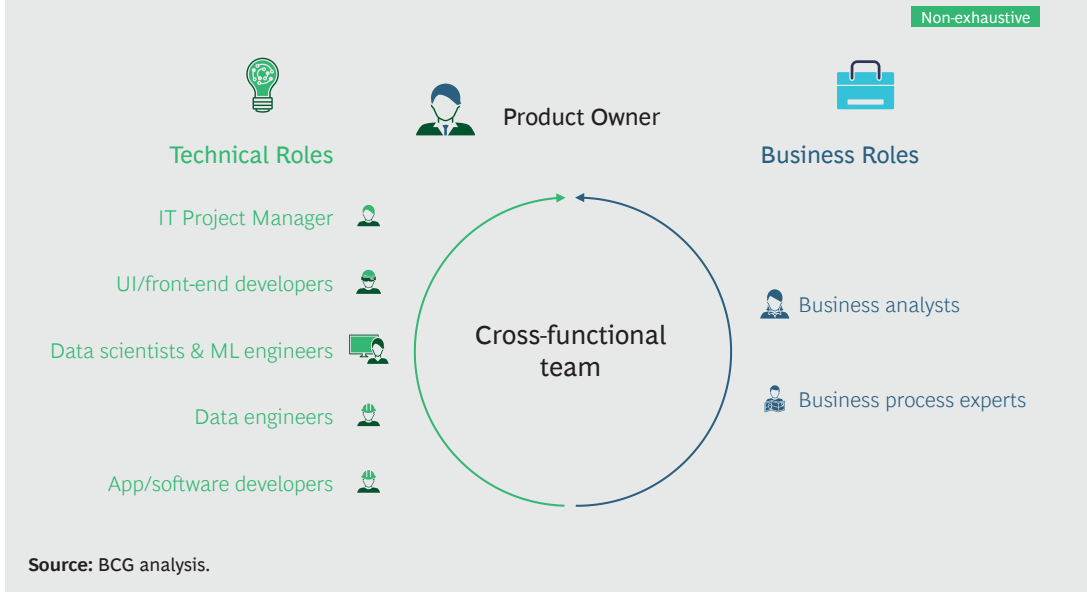 Non-exhaustive
Product Owner
Technical Roles
Business Roles
IT Project Manager
UI/front-end developers
Data scientists & ML engineers
Data engineers
App/software developers
Cross-functional
team
Business analysts
Business process experts
Source: BCG analysis.